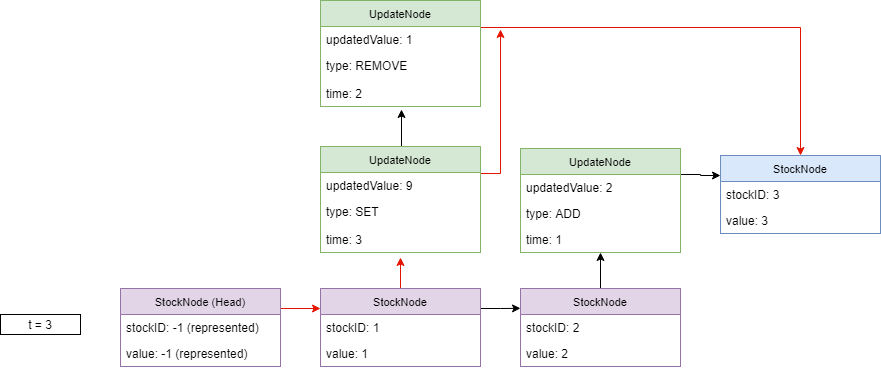 UpdateNode
updatedValue: 1
type: REMOVE
time: 2
UpdateNode
updatedValue: 9
type: SET
time: 3
UpdateNode
updatedValue: 2
type: ADD
time: 1
StockNode
stockID: 3
value: 3
StockNode (Head)
stockID: -1 (represented)
value: -1 (represented)
StockNode
stockID: 1
value: 1
StockNode
stockID: 2
value: 2
t = 3